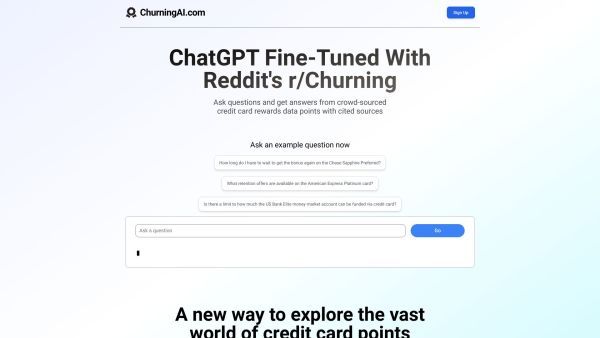 ChurningAI.com
Sign Up
ChatGPT Fine-Tuned With
Reddit's r/Churning
Ask questions and get answers from crowd-sourced
credit card rewards data points with cited sources
Ask an example question now
How long do I have to wait to get the bonus again on the Chase Sapphire Preferred?
What retention offers are available on the American Express Platinum card?
Is there a limit to how much the US Bank Elite money market account can be funded via credit card?
Ask a question
Go
A new way to explore the vast
world of credit card points